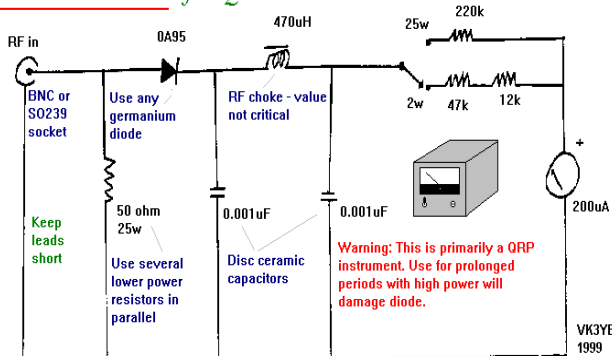 470uH
220k
25w
RF in
0A95
BNC or
SO239
socket
Use any
germanium
diode
RF choke - value
not critical
2w
47k
12k
+
200uA
50 ohm
25w
0.001uF
0.001uF
Keep
leads
short
Use several
lower power
resistors in
parallel
Disc ceramic
capacitors
Warning: This is primarily a QRP
instrument. Use for prolonged
periods with high power will
damage diode.
VK3YE
1999